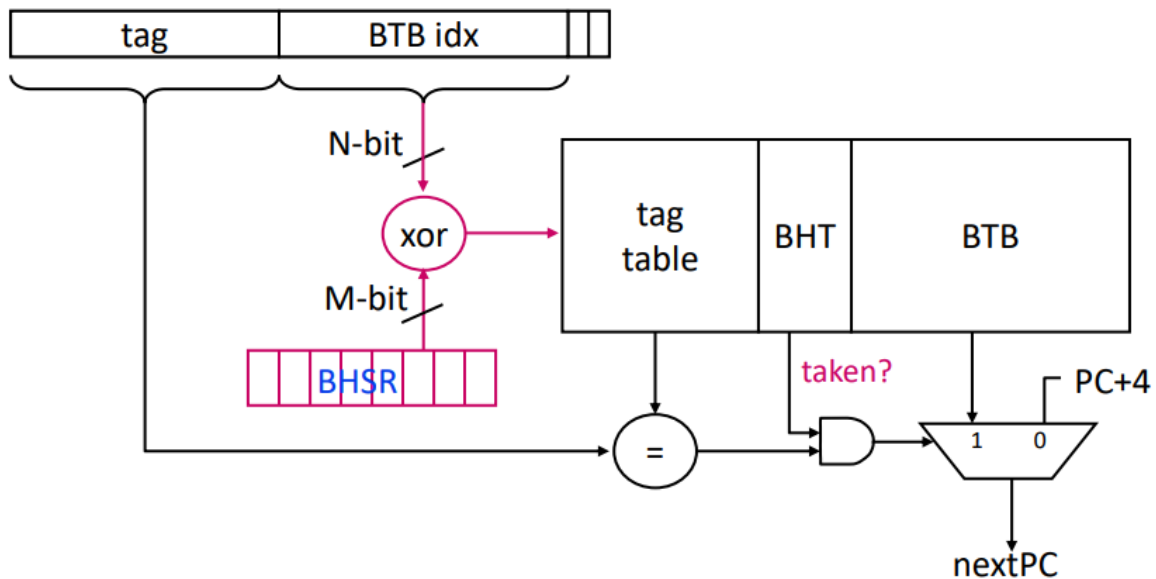 tag BTB idx
N-bit
xor
tag
table
BHT
BTB
M-bit
BHSR
taken?
PC+4
=
1 0
nextPC